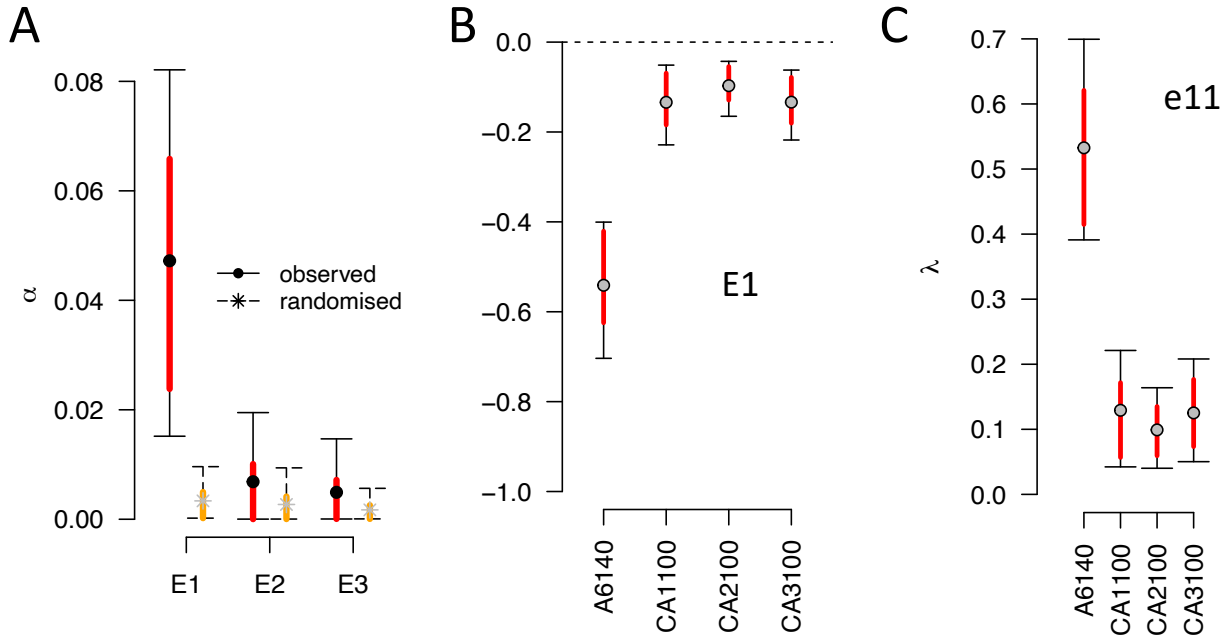 A
0.08
0.06
0.04
0.02
0.00
α
observed
randomised
E1
E2
E3
B
0.0
−0.2
−0.4
−0.6
−0.8
−1.0
E1
A6140
CA1100
CA2100
CA3100
C
0.7
0.6
0.5
0.4
0.3
0.2
0.1
0.0
λ
e11
A6140
CA1100
CA2100
CA3100